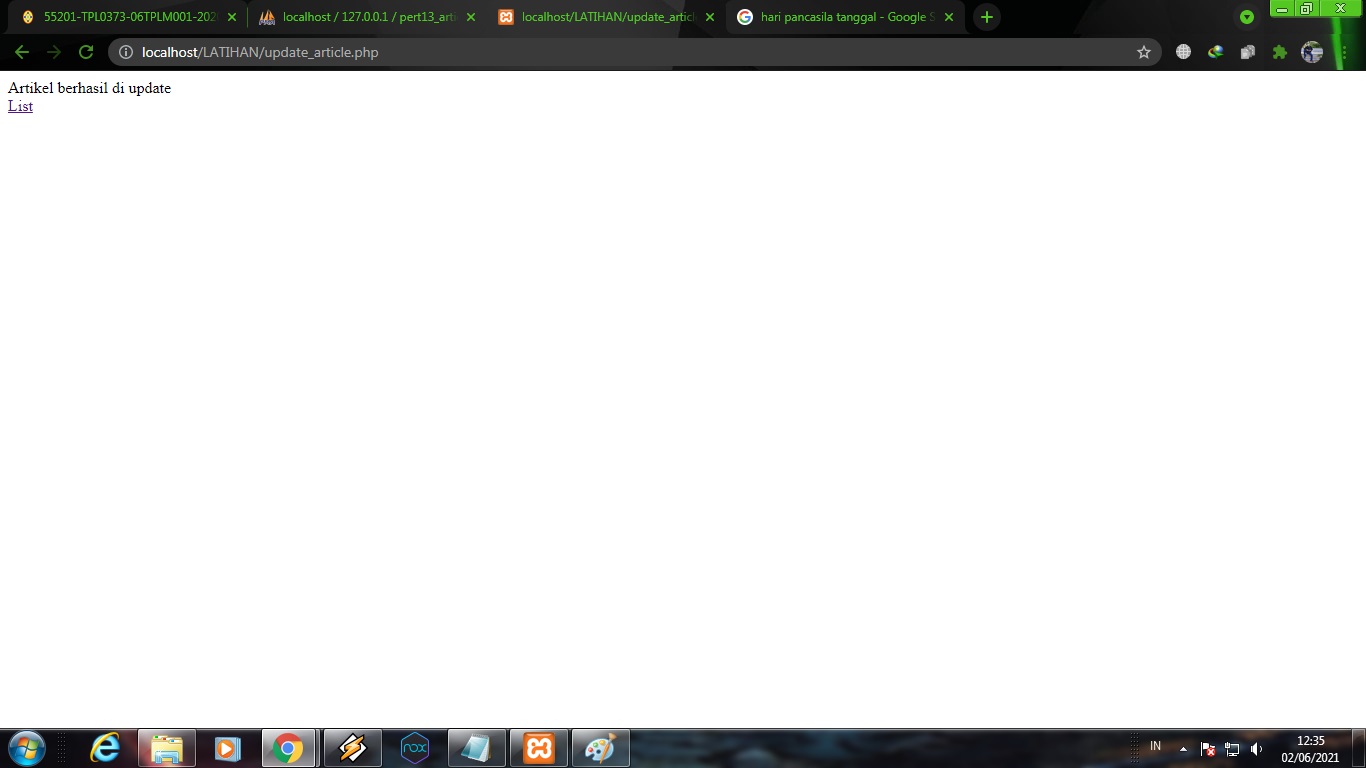 55201-TPL0373-06TPLM001-202
localhost / 127.0.0.1 / pert13_arti
localhost/LATIHAN/update_articl
hari pancasila tanggal - Google S
localhost/LATIHAN/update_article.php
Artikel berhasil di update
List
nox
IN
12:35
02/06/2021